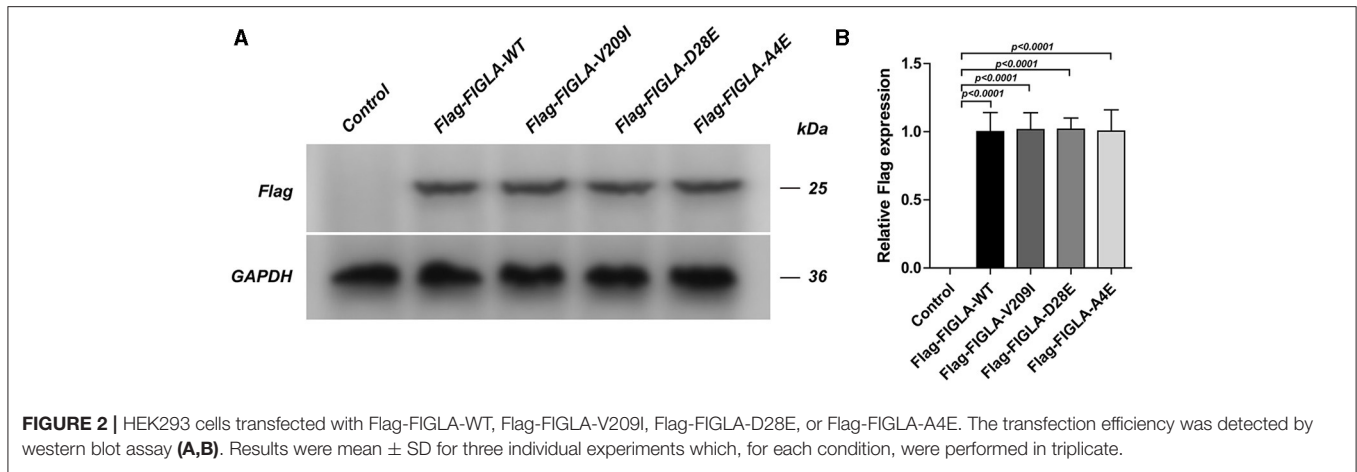 A
Control
Flag-FIGLA-WT
Flag-FIGLA-V209I
Flag-FIGLA-D28E
Flag-FIGLA-A4E
kDa
Flag
— 25
GAPDH
— 36
B
p<0.0001
p<0.0001
p<0.0001
p<0.0001
Relative Flag expression
1.5
1.0
0.5
0.0
Control
Flag-FIGLA-WT
Flag-FIGLA-V209I
Flag-FIGLA-D28E
Flag-FIGLA-A4E
FIGURE 2 | HEK293 cells transfected with Flag-FIGLA-WT, Flag-FIGLA-V209I, Flag-FIGLA-D28E, or Flag-FIGLA-A4E. The transfection efficiency was detected by
western blot assay (A,B). Results were mean ± SD for three individual experiments which, for each condition, were performed in triplicate.